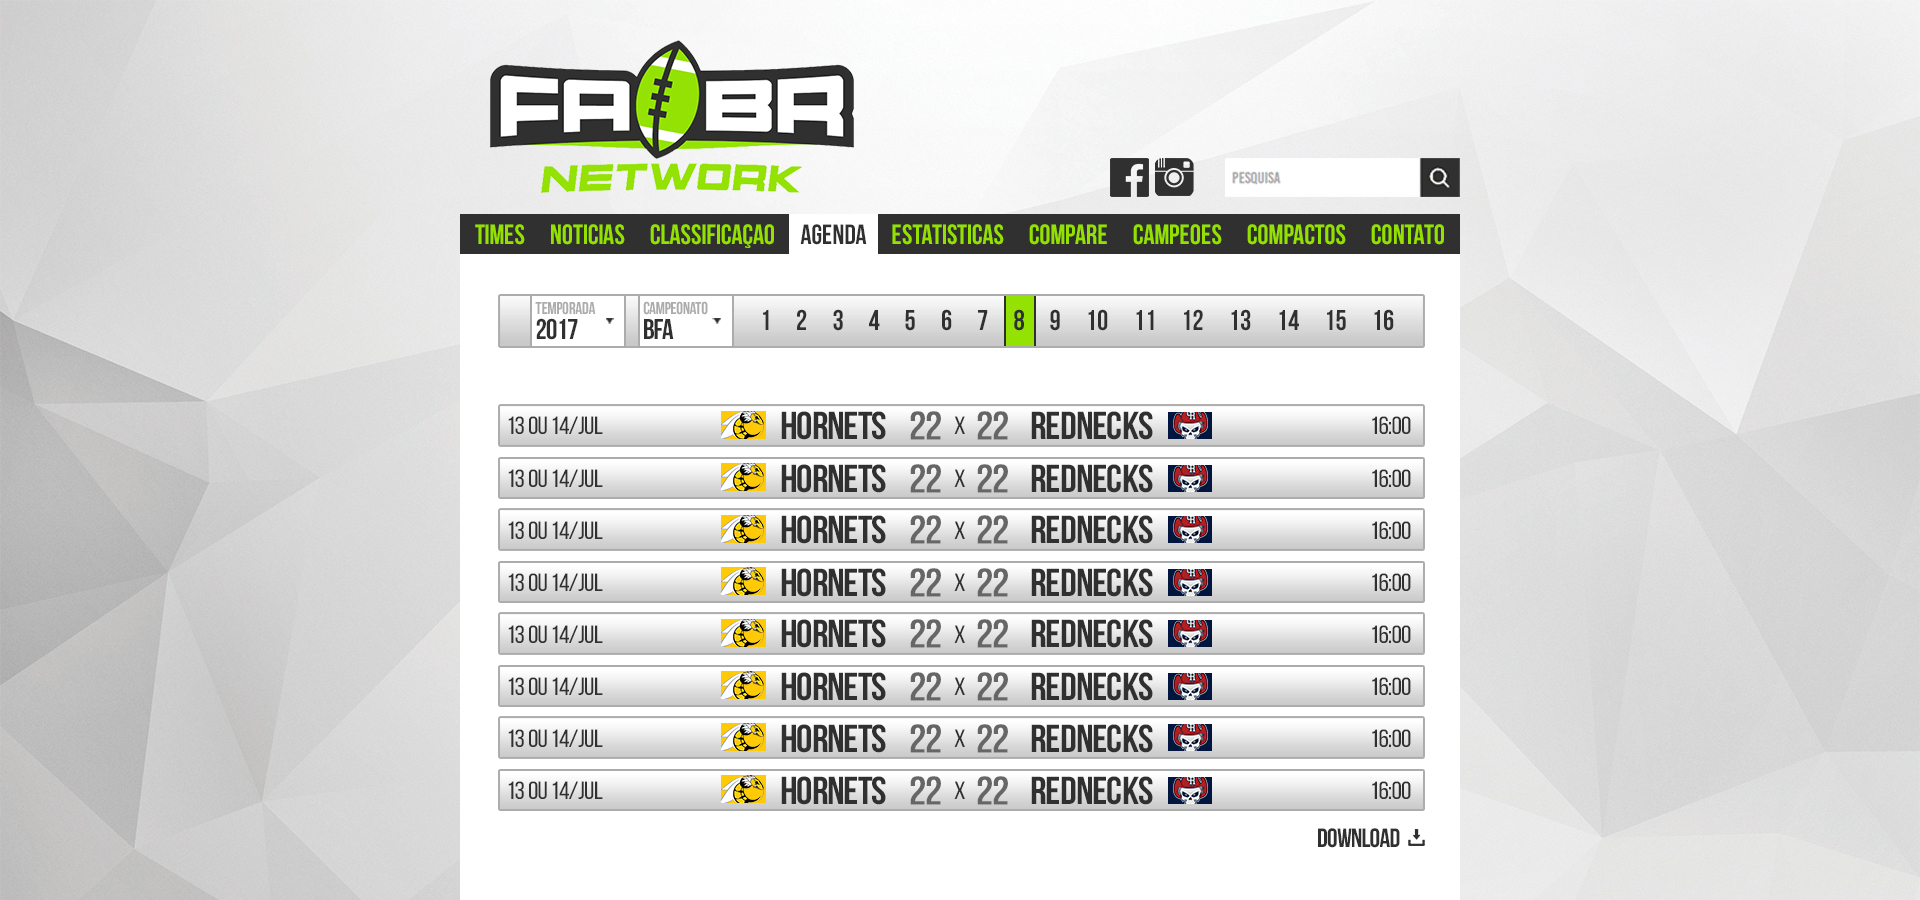 FABR
NETWORK
PESQUISA
TIMES NOTICIAS CLASSIFICAÇAO AGENDA ESTATISTICAS COMPARE CAMPEOES COMPACTOS CONTATO
TEMPORADA CAMPEONATO
2017 BFA 1 2 3 4 5 6 7 8 9 10 11 12 13 14 15 16
13 OU 14/JUL HORNETS 22 X 22 REDNECKS 16:00
13 OU 14/JUL HORNETS 22 X 22 REDNECKS 16:00
13 OU 14/JUL HORNETS 22 X 22 REDNECKS 16:00
13 OU 14/JUL HORNETS 22 X 22 REDNECKS 16:00
13 OU 14/JUL HORNETS 22 X 22 REDNECKS 16:00
13 OU 14/JUL HORNETS 22 X 22 REDNECKS 16:00
13 OU 14/JUL HORNETS 22 X 22 REDNECKS 16:00
13 OU 14/JUL HORNETS 22 X 22 REDNECKS 16:00
DOWNLOAD